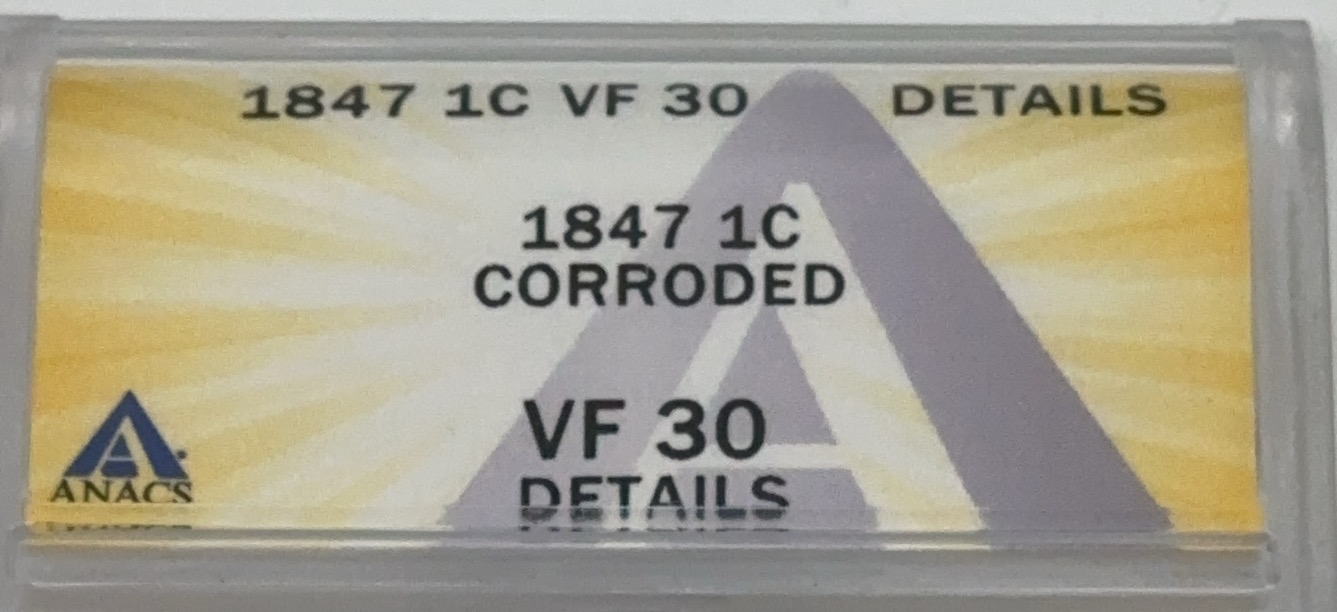 1847 1C VF 30 DETAILS
1847 1C
CORRODED
VF 30
DETAILS
ANACS